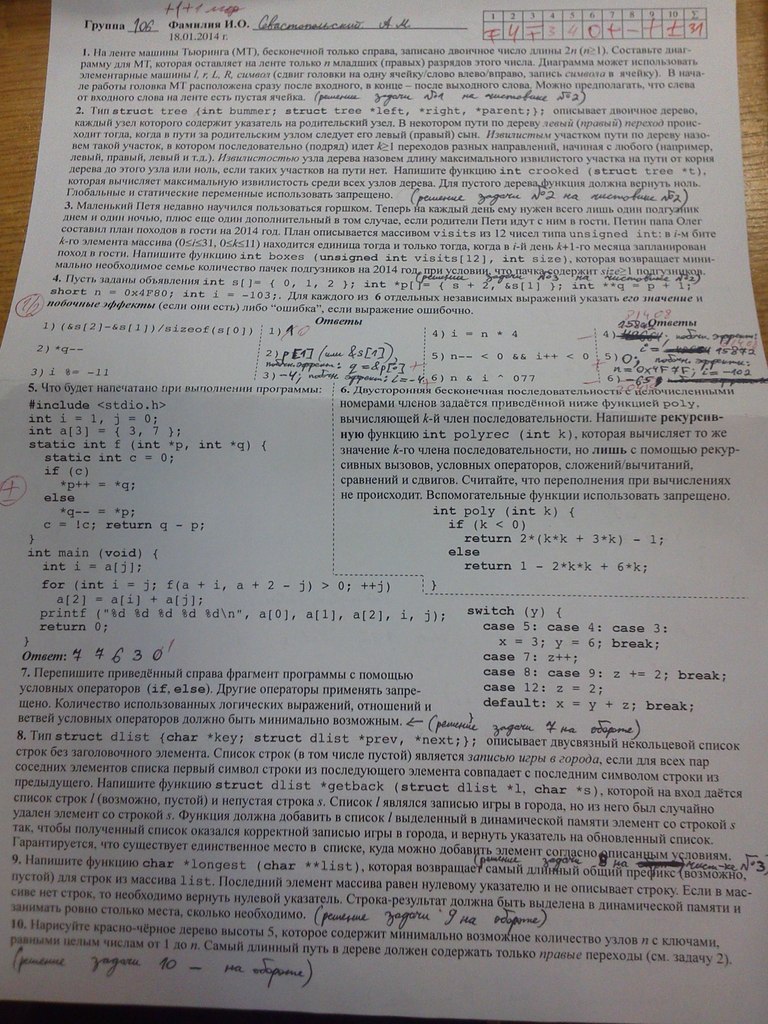 +1+1 мор
Группа 106 Фамилия И.О. Севастопольский А.М.
18.01.2014 г.
1 2 3 4 5 6 7 8 9 10 Σ
1. На ленте машины Тьюринга (МТ), бесконечной только справа, записано двоичное число длины 2n (n≥1). Составьте диаг-
рамму для МТ, которая оставляет на ленте только n младших (правых) разрядов этого числа. Диаграмма может использовать
элементарные машины l, r, L, R, символ (сдвиг головки на одну ячейку/слово влево/вправо, запись символа в ячейку). В нача-
ле работы головка МТ расположена сразу после входного, в конце – после выходного слова. Можно предполагать, что слева
от входного слова на ленте есть пустая ячейка. (решение задачи №1 на чистовике №2)
2. Тип struct tree {int bummer; struct tree *left, *right, *parent;}; описывает двоичное дерево,
каждый узел которого содержит указатель на родительский узел. В некотором пути по дереву левый (правый) переход проис-
ходит тогда, когда в пути за родительским узлом следует его левый (правый) сын. Извилистым участком пути по дереву назо-
вем такой участок, в котором последовательно (подряд) идет k≥1 переходов разных направлений, начиная с любого (например,
левый, правый, левый и т.д.). Извилистостью узла дерева назовем длину максимального извилистого участка на пути от корня
дерева до этого узла или ноль, если таких участков на пути нет. Напишите функцию int crooked (struct tree *t),
которая вычисляет максимальную извилистость среди всех узлов дерева. Для пустого дерева функция должна вернуть ноль.
Глобальные и статические переменные использовать запрещено. (решение задачи №2 на чистовике №2)
3. Маленький Петя недавно научился пользоваться горшком. Теперь на каждый день ему нужен всего лишь один подгузник
днем и один ночью, плюс еще один дополнительный в том случае, если родители Пети идут с ним в гости. Петин папа Олег
составил план походов в гости на 2014 год. План описывается массивом visits из 12 чисел типа unsigned int: в i-м бите
k-го элемента массива (0≤i≤31, 0≤k≤11) находится единица тогда и только тогда, когда в i-й день k+1-го месяца запланирован
поход в гости. Напишите функцию int boxes (unsigned int visits[12], int size), которая возвращает мини-
мально необходимое семье количество пачек подгузников на 2014 год, при условии, что пачка содержит size≥1 подгузников.
(решение задачи №3 на чистовике №2)
4. Пусть заданы объявления int s[]= { 0, 1, 2 }; int *p[]= { s + 2, &s[1] }; int **q = p + 1;
short n = 0x4F80; int i = -103;. Для каждого из 6 отдельных независимых выражений указать его значение и
побочные эффекты (если они есть) или “ошибка”, если выражение ошибочно.
Ответы Ответы
1) (&s[2]-&s[1])/sizeof(s[0]) 1) 0 4) i = n * 4 4)
2) *q-- 2) p[1] (или &s[1], побочн. эффект: q = &p[0] 5) n-- < 0 && i++ < 0 5) 0; побочн. эффекты: n = 0x4F7F; i = -102
3) i %= -11 3) -4; побочн. эффект: i = -4 6) n & i ^ 077 6)
5. Что будет напечатано при выполнении программы:
#include <stdio.h>
int i = 1, j = 0;
int a[3] = { 3, 7 };
static int f (int *p, int *q) {
static int c = 0;
if (c)
*p++ = *q;
else
*q-- = *p;
c = !c; return q - p;
}
int main (void) {
int i = a[j];
for (int i = j; f(a + i, a + 2 - j) > 0; ++j)
a[2] = a[i] + a[j];
printf ("%d %d %d %d %d\n", a[0], a[1], a[2], i, j);
return 0;
}
Ответ: 7 7 6 3 0
6. Двусторонняя бесконечная последовательность с целочисленными
номерами членов задаётся приведённой ниже функцией poly,
вычисляющей k-й член последовательности. Напишите рекурсив-
ную функцию int polyrec (int k), которая вычисляет то же
значение k-го члена последовательности, но лишь с помощью рекур-
сивных вызовов, условных операторов, сложений/вычитаний,
сравнений и сдвигов. Считайте, что переполнения при вычислениях
не происходит. Вспомогательные функции использовать запрещено.
int poly (int k) {
if (k < 0)
return 2*(k*k + 3*k) - 1;
else
return 1 - 2*k*k + 6*k;
}
7. Перепишите приведённый справа фрагмент программы с помощью
условных операторов (if, else). Другие операторы применять запре-
щено. Количество использованных логических выражений, отношений и
ветвей условных операторов должно быть минимально возможным. ← (решение задачи 7 на обороте)
switch (y) {
case 5: case 4: case 3:
x = 3; y = 6; break;
case 7: z++;
case 8: case 9: z += 2; break;
case 12: z = 2;
default: x = y + z; break;
}
8. Тип struct dlist {char *key; struct dlist *prev, *next;}; описывает двусвязный некольцевой список
строк без заголовочного элемента. Список строк (в том числе пустой) является записью игры в города, если для всех пар
соседних элементов списка первый символ строки из последующего элемента совпадает с последним символом строки из
предыдущего. Напишите функцию struct dlist *getback (struct dlist *l, char *s), которой на вход даётся
список строк l (возможно, пустой) и непустая строка s. Список l являлся записью игры в города, но из него был случайно
удален элемент со строкой s. Функция должна добавить в список l выделенный в динамической памяти элемент со строкой s
так, чтобы полученный список оказался корректной записью игры в города, и вернуть указатель на обновленный список.
Гарантируется, что существует единственное место в списке, куда можно добавить элемент согласно описанным условиям.
(решение задачи 8 на чист-ке №3)
9. Напишите функцию char *longest (char **list), которая возвращает самый длинный общий префикс (возможно,
пустой) для строк из массива list. Последний элемент массива равен нулевому указателю и не описывает строку. Если в мас-
сиве нет строк, то необходимо вернуть нулевой указатель. Строка-результат должна быть выделена в динамической памяти и
занимать ровно столько места, сколько необходимо. (решение задачи 9 на обороте)
10. Нарисуйте красно-чёрное дерево высоты 5, которое содержит минимально возможное количество узлов n с ключами,
равными целым числам от 1 до n. Самый длинный путь в дереве должен содержать только правые переходы (см. задачу 2).
(решение задачи 10 – на обороте)